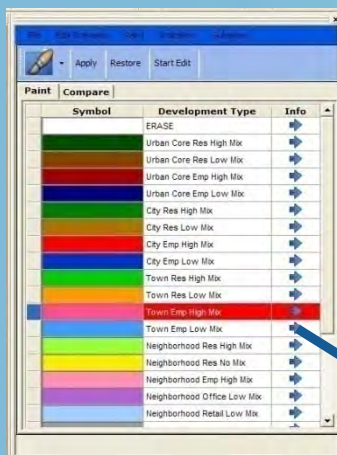 Apply Restore Start Edit
Paint Compare
Symbol Development Type Info
ERASE
Urban Core Res High Mix
Urban Core Res Low Mix
Urban Core Emp High Mix
Urban Core Emp Low Mix
City Res High Mix
City Res Low Mix
City Emp High Mix
City Emp Low Mix
Town Res High Mix
Town Res Low Mix
Town Emp High Mix
Town Emp Low Mix
Neighborhood Res High Mix
Neighborhood Res No Mix
Neighborhood Emp High Mix
Neighborhood Office Low Mix
Neighborhood Retail Low Mix